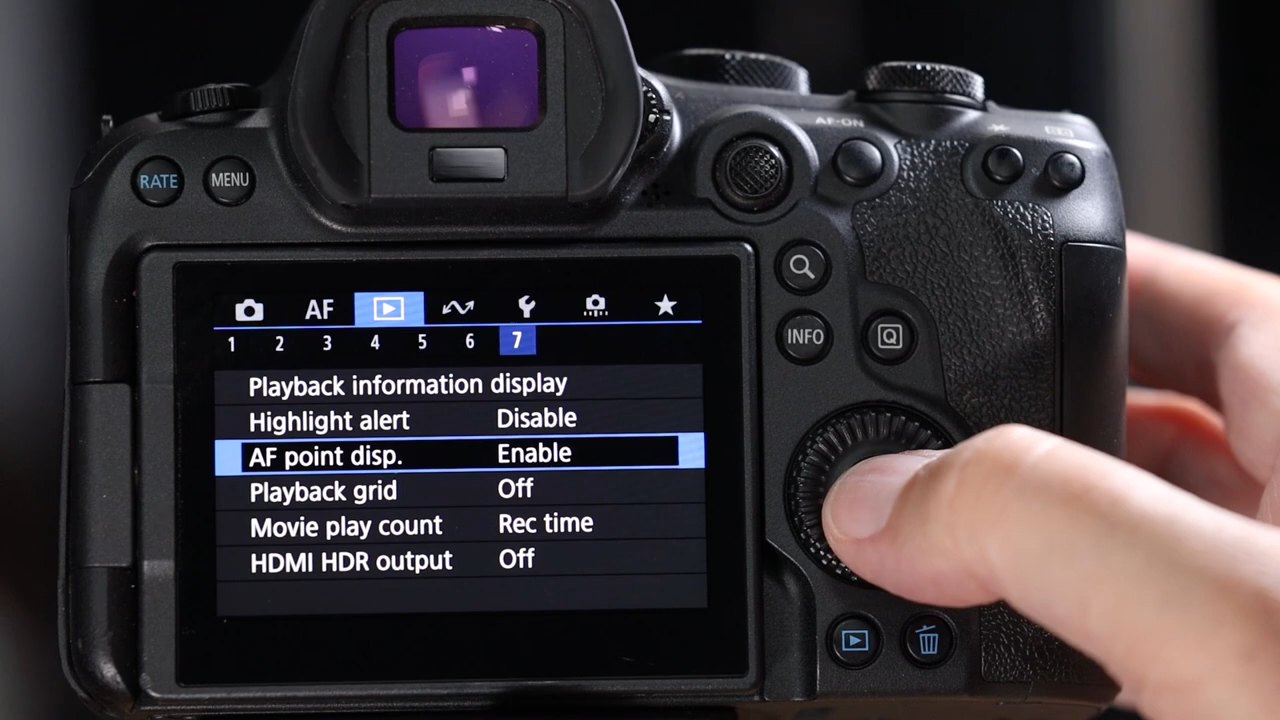 AF-ON
RATE
MENU
AF
1 2 3 4 5 6 7
Playback information display
Highlight alert Disable
AF point disp. Enable
Playback grid Off
Movie play count Rec time
HDMI HDR output Off
INFO
Q